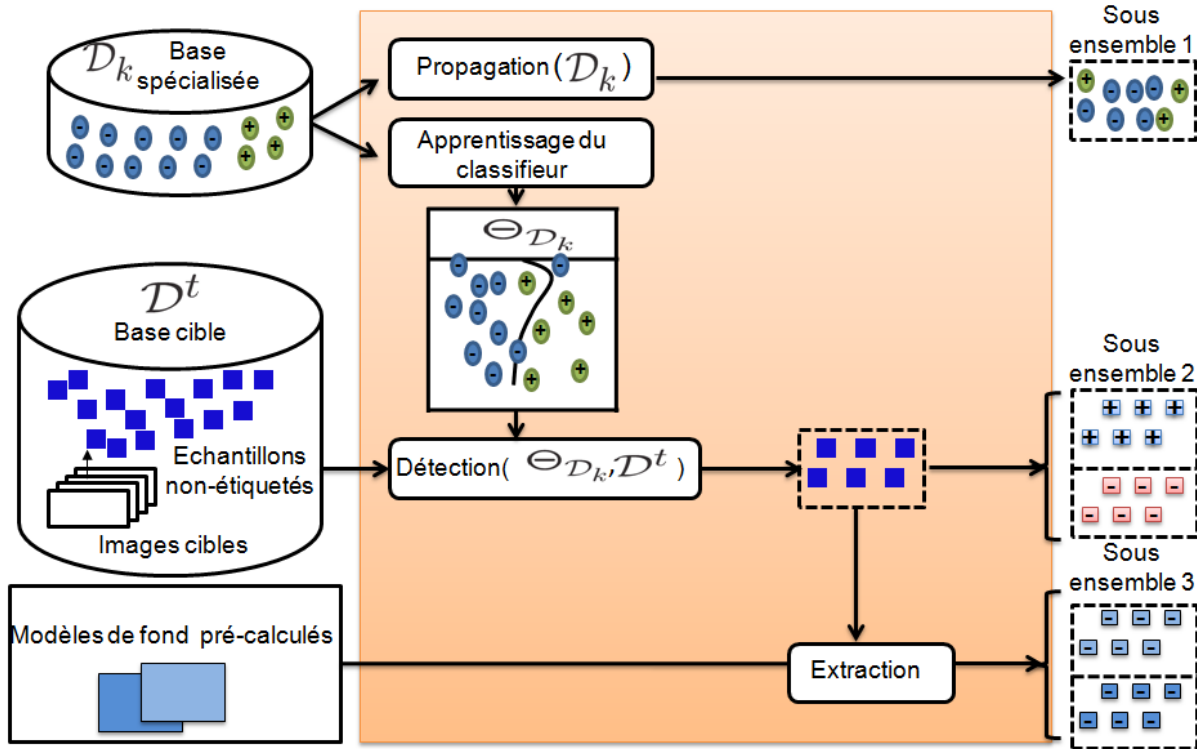 𝒟k Base
spécialisée
Propagation(𝒟k)
Apprentissage du
classifieur
Θ𝒟k
𝒟t
Base cible
Echantillons
non-étiquetés
Images cibles
Détection( Θ𝒟k,𝒟t )
Modèles de fond pré-calculés
Extraction
Sous
ensemble 1
Sous
ensemble 2
Sous
ensemble 3